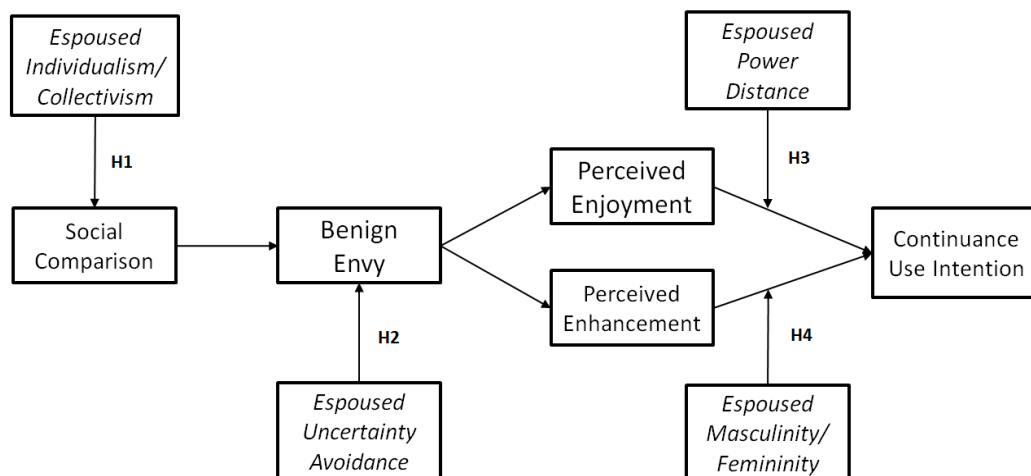 Espoused
Individualism/
Collectivism
Espoused
Power
Distance
H1
H3
Social
Comparison
Benign
Envy
Perceived
Enjoyment
Perceived
Enhancement
Continuance
Use Intention
H2
H4
Espoused
Uncertainty
Avoidance
Espoused
Masculinity/
Femininity